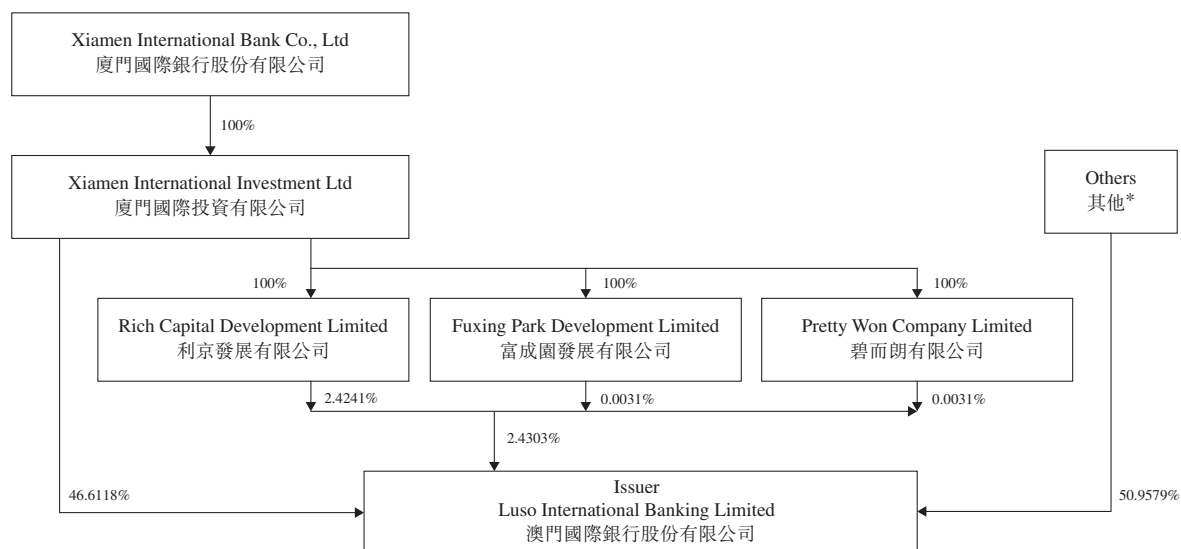 Xiamen International Bank Co., Ltd
廈門國際銀行股份有限公司
100%
Xiamen International Investment Ltd
廈門國際投資有限公司
Others
其他*
100%
100%
100%
Rich Capital Development Limited
利京發展有限公司
Fuxing Park Development Limited
富成園發展有限公司
Pretty Won Company Limited
碧而朗有限公司
2.4241%
0.0031%
0.0031%
2.4303%
46.6118%
Issuer
Luso International Banking Limited
澳門國際銀行股份有限公司
50.9579%